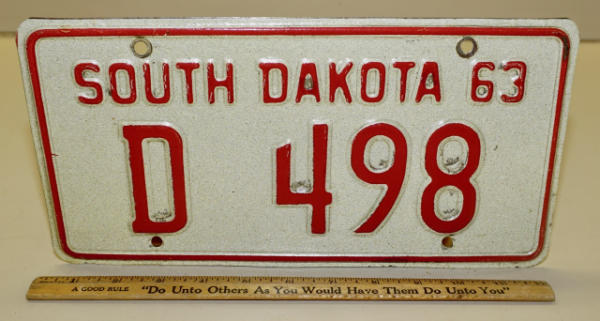 SOUTH DAKOTA 63
D 498
A GOOD RULE "Do Unto Others As You Would Have Them Do Unto You"